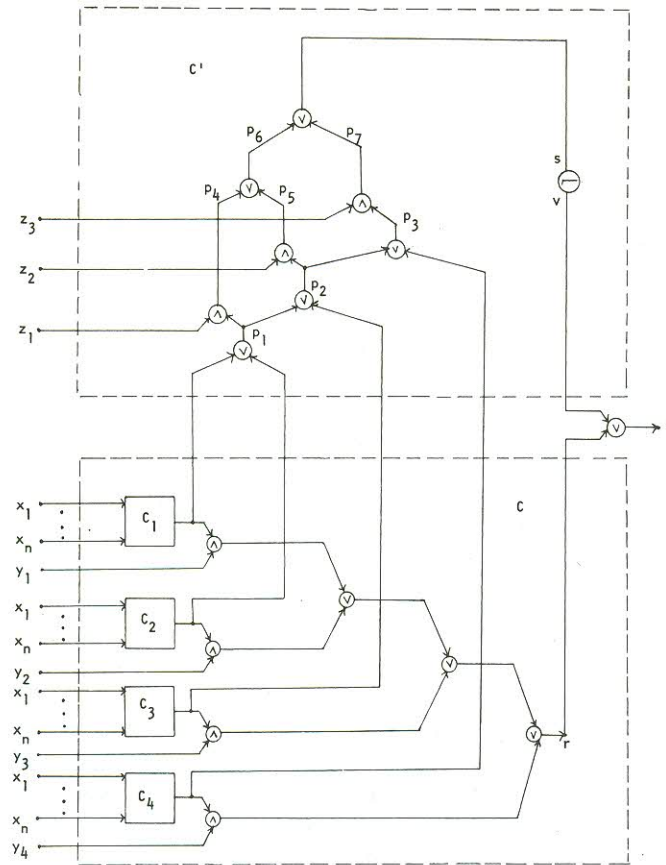 C'
∨
p6
p7
s
∨
p4
p5
v
z3
∧
p3
∧
∨
z2
p2
∨
∧
z1
p1
∨
∨
C
x1
C1
xn
∧
y1
x1
∨
C2
xn
∧
y2
x1
∨
C3
xn
∧
∨
r
y3
x1
C4
xn
∧
y4